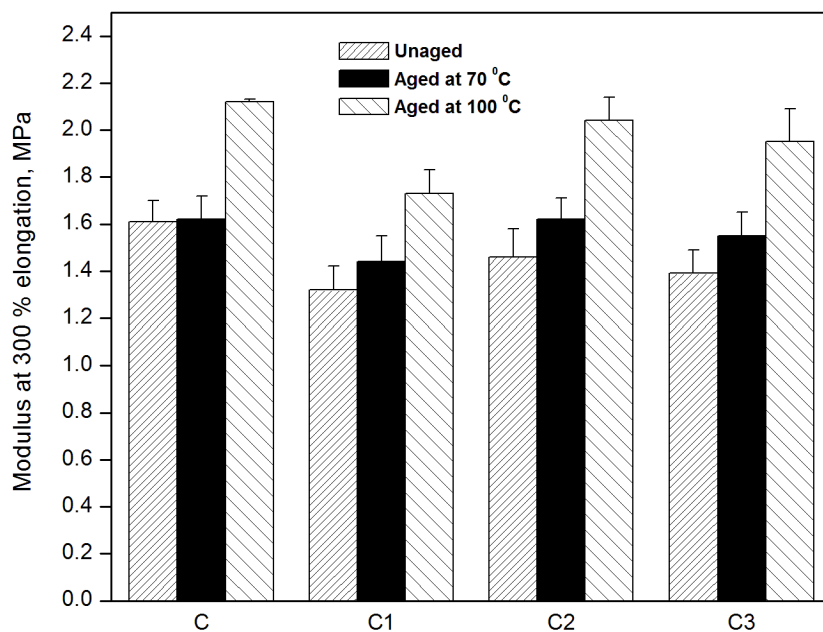 Modulus at 300 % elongation, MPa
2.4
2.2
2.0
1.8
1.6
1.4
1.2
1.0
0.8
0.6
0.4
0.2
0.0
Unaged
Aged at 70 ⁰C
Aged at 100 ⁰C
C C1 C2 C3